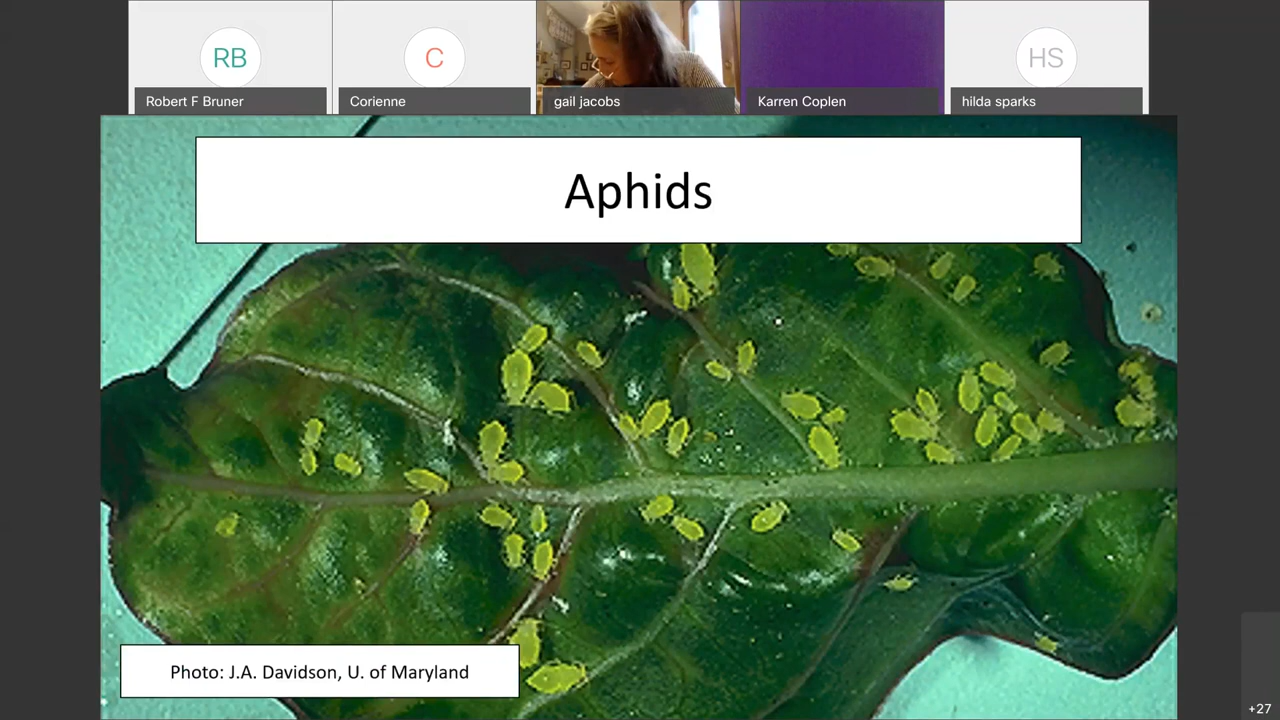 RB
C
HS
Robert F Bruner
Corienne
gail jacobs
Karren Coplen
hilda sparks
Aphids
Photo: J.A. Davidson, U. of Maryland
+27